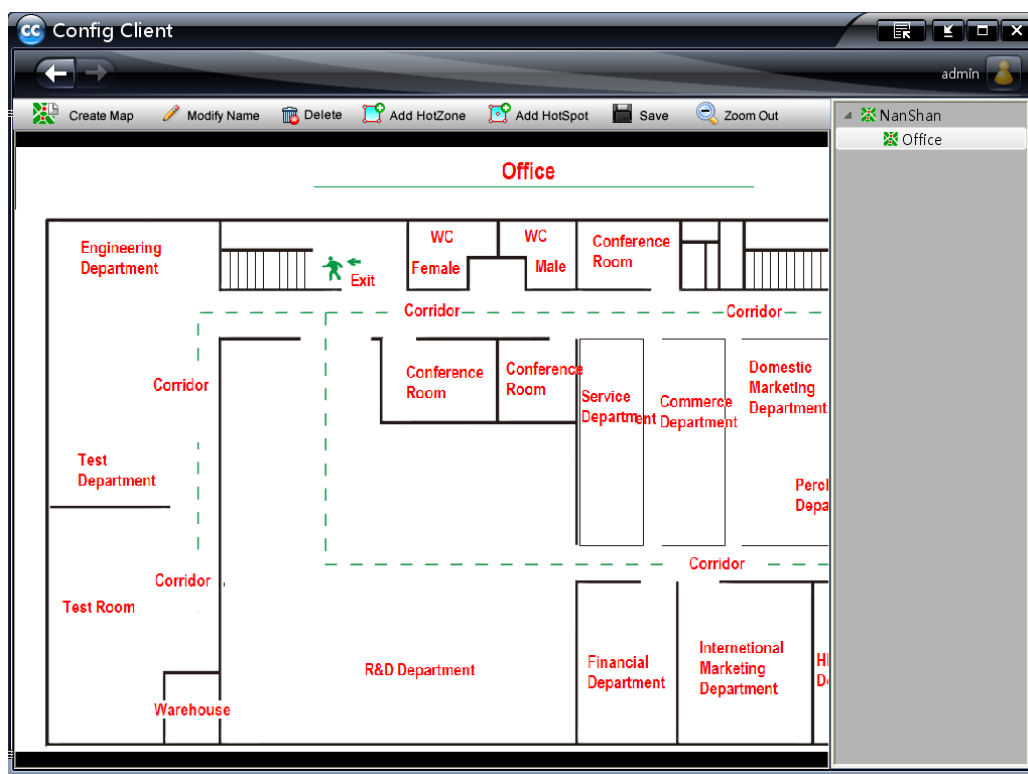 CC Config Client
admin
Create Map Modify Name Delete Add HotZone Add HotSpot Save Zoom Out
NanShan
Office
Office
Engineering
Department
Exit
WC
Female
WC
Male
Conference
Room
Corridor
Corridor
Corridor
Conference
Room
Conference
Room
Service
Department
Commerce
Department
Domestic
Marketing
Department
Test
Department
Corridor
Corridor
Test Room
R&D Department
Financial
Department
Internetional
Marketing
Department
Warehouse